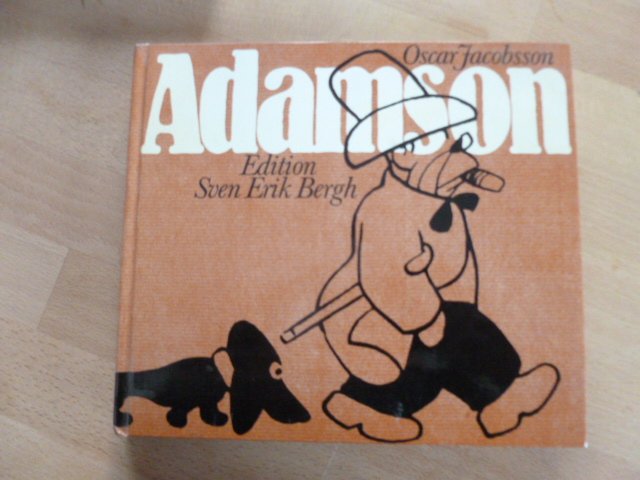 Oscar Jacobsson
Adamson
Edition
Sven Erik Bergh